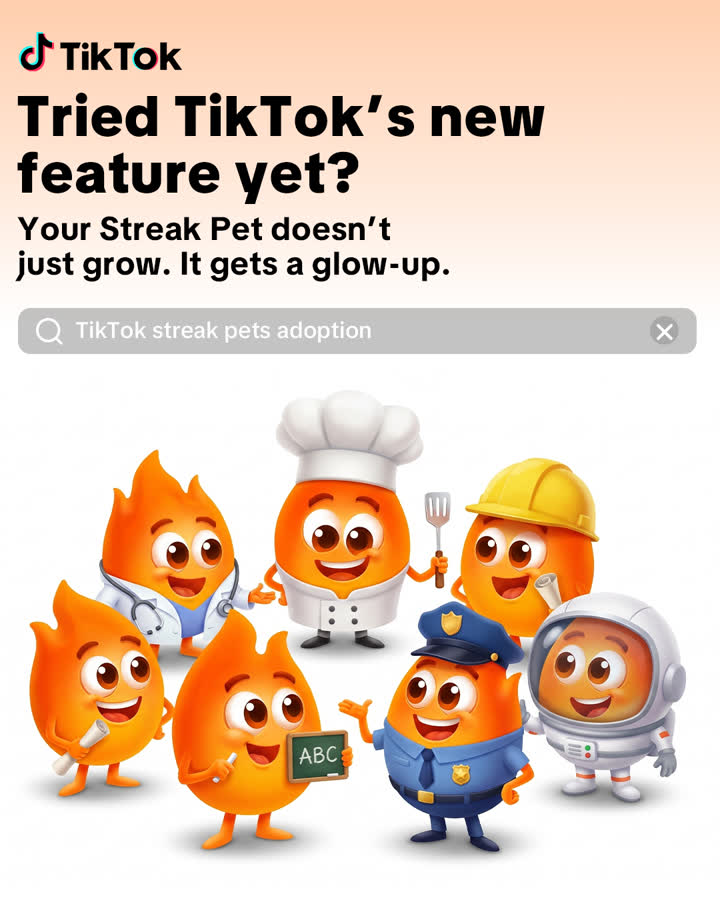 TikTok
Tried TikTok’s new
feature yet?
Your Streak Pet doesn’t
just grow. It gets a glow-up.
TikTok streak pets adoption
ABC